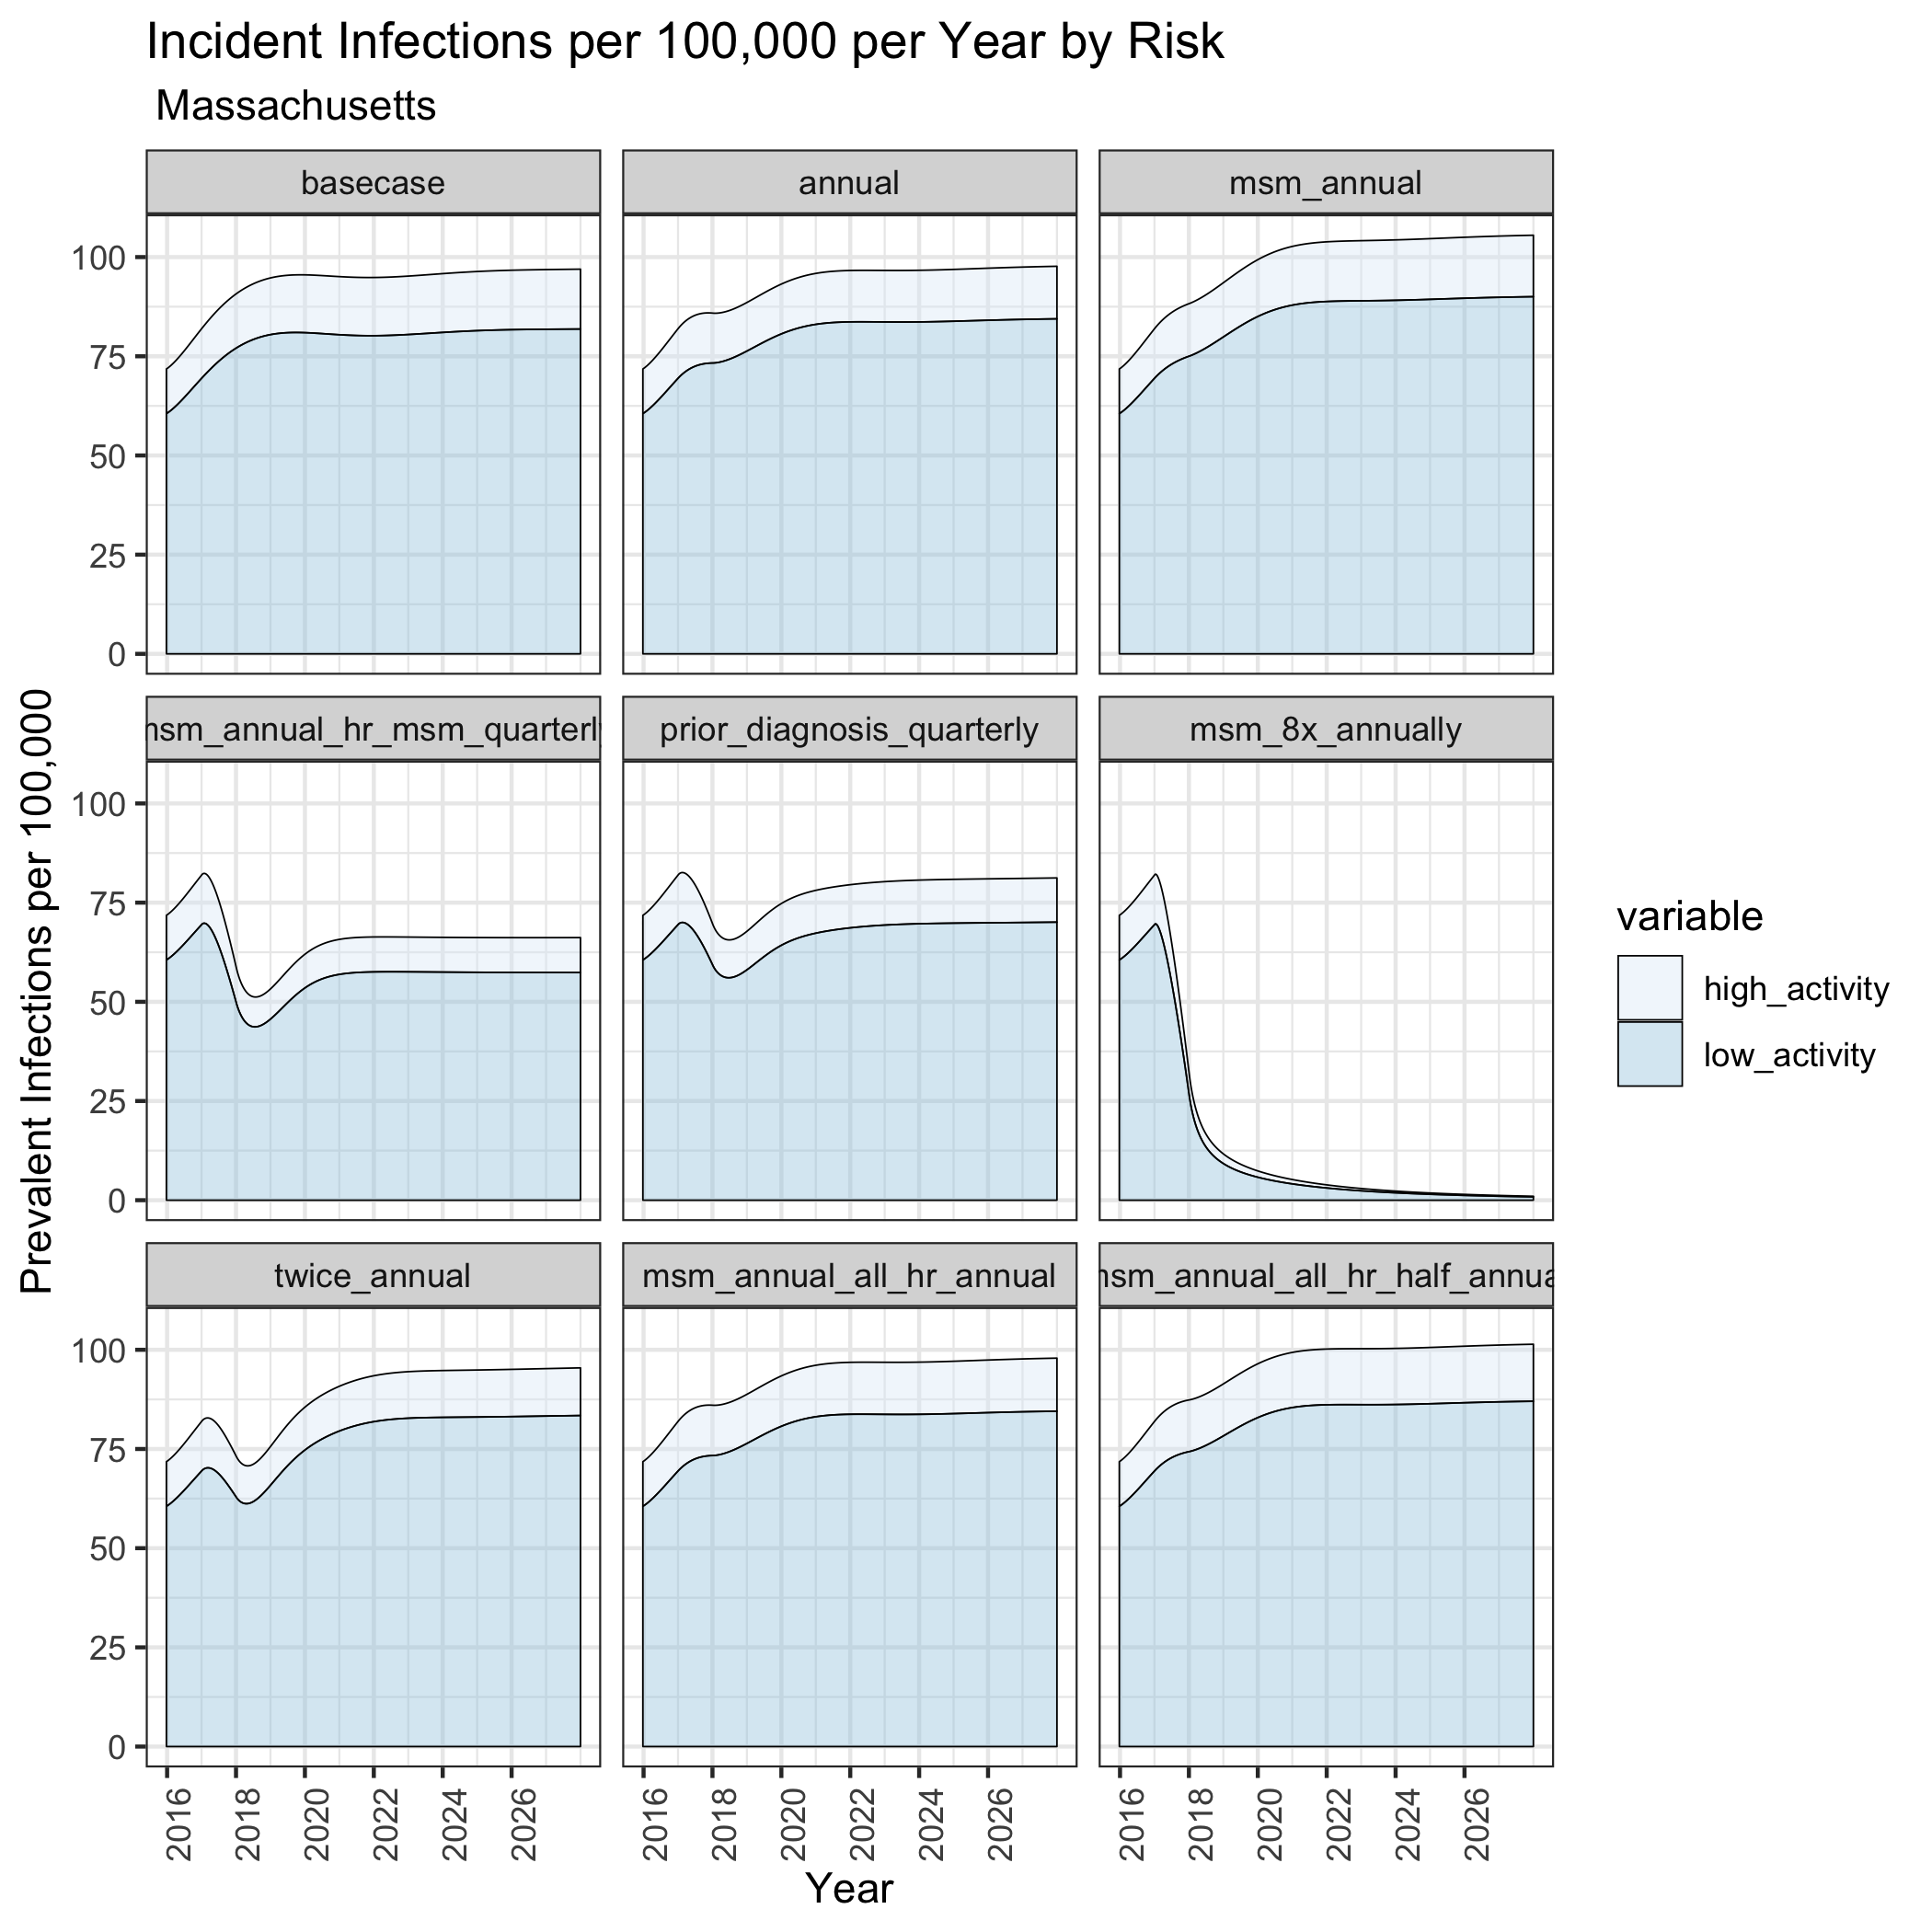 Incident Infections per 100,000 per Year by Risk
Massachusetts
basecase
annual
msm_annual
100
75
50
25
0
msm_annual_hr_msm_quarterly
prior_diagnosis_quarterly
msm_8x_annually
100
75
50
25
0
twice_annual
msm_annual_all_hr_annual
msm_annual_all_hr_half_annua
100
75
50
25
0
2016 2018 2020 2022 2024 2026
2016 2018 2020 2022 2024 2026
2016 2018 2020 2022 2024 2026
Year
Prevalent Infections per 100,000
variable
high_activity
low_activity